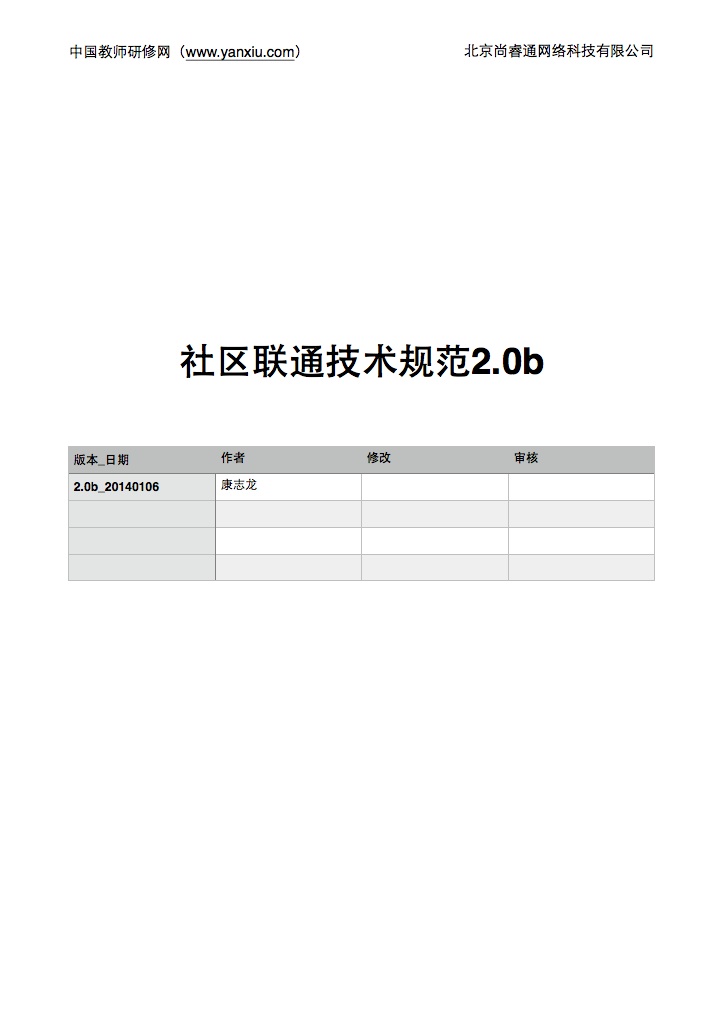 中国教师研修网（www.yanxiu.com） 北京尚睿通网络科技有限公司
社区联通技术规范2.0b
版本_日期 作者 修改 审核
2.0b_20140106 康志龙